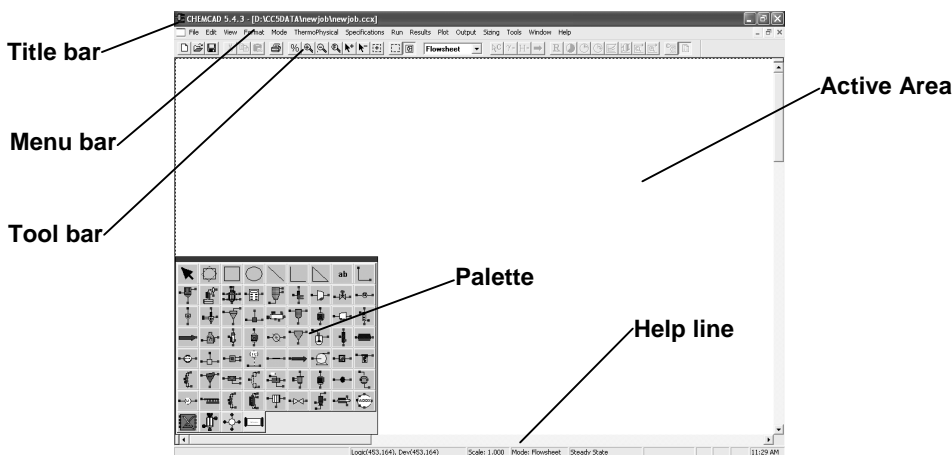 CHEMCAD 5.4.3 - [D:\CC5DATA\newjob\newjob.ccx]
File Edit View Format Mode ThermoPhysical Specifications Run Results Plot Output Sizing Tools Window Help
Flowsheet
Title bar
Menu bar
Tool bar
Active Area
ab
Palette
Help line
Logic(453,164), Dev(453,164) Scale: 1.000 Mode: Flowsheet Steady State 11:29 AM